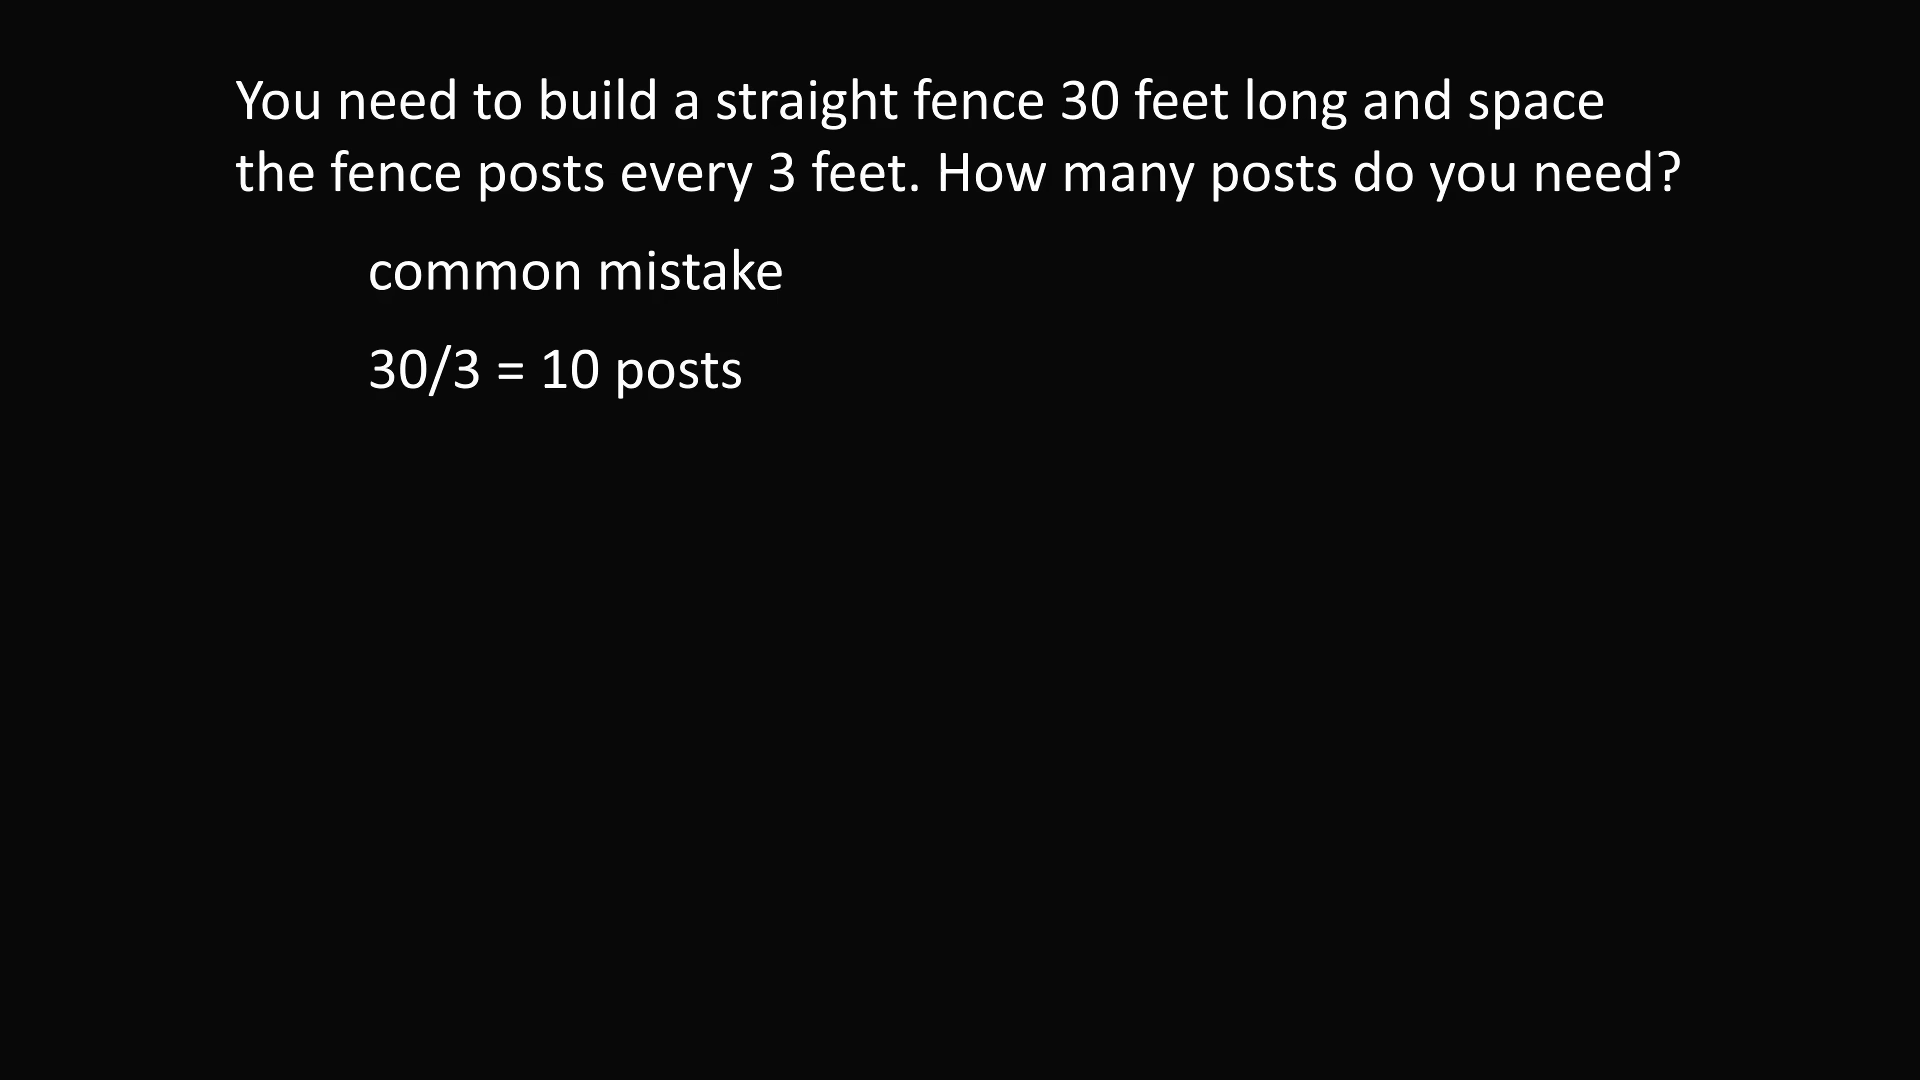 You need to build a straight fence 30 feet long and space
the fence posts every 3 feet. How many posts do you need?
common mistake
30/3 = 10 posts